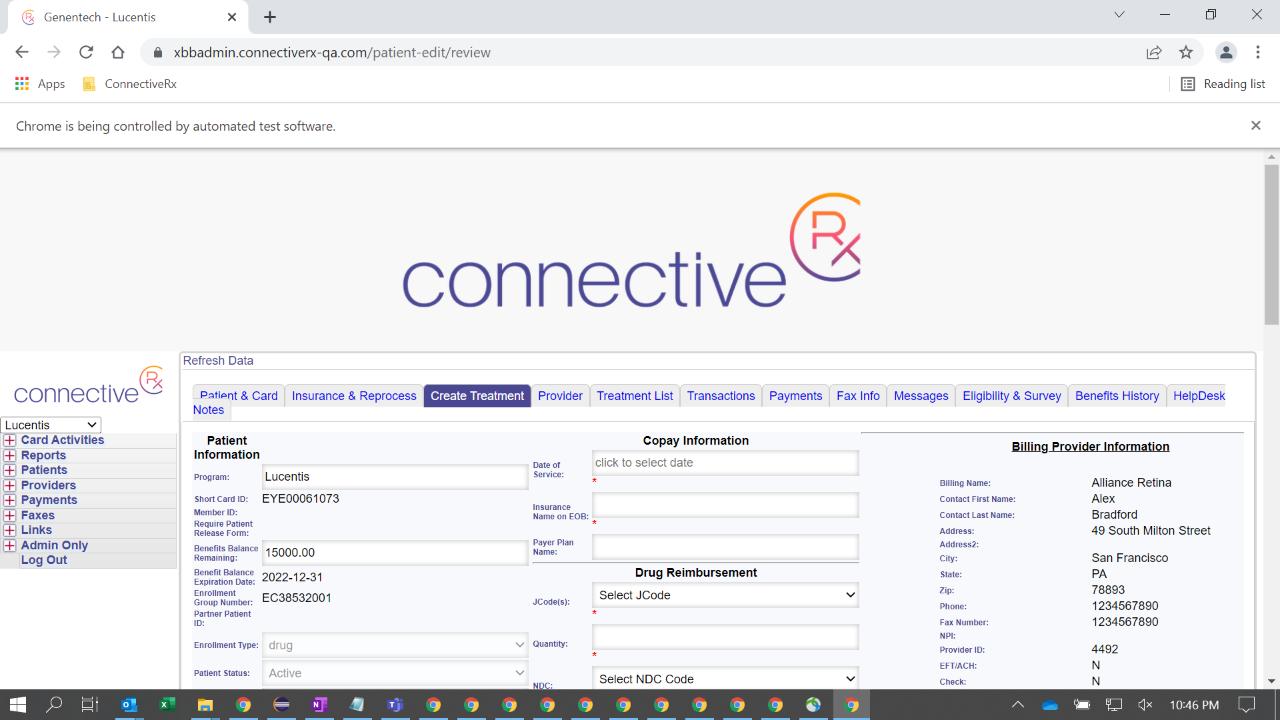 Genentech - Lucentis
xbbadmin.connectiverx-qa.com/patient-edit/review
Apps
ConnectiveRx
Reading list
Chrome is being controlled by automated test software.
connective Rx
connective Rx
Lucentis
Card Activities
Reports
Patients
Providers
Payments
Faxes
Links
Admin Only
Log Out
Refresh Data
Patient & Card Insurance & Reprocess Create Treatment Provider Treatment List Transactions Payments Fax Info Messages Eligibility & Survey Benefits History HelpDesk
Notes
Patient
Information
Program: Lucentis
Short Card ID: EYE00061073
Member ID:
Require Patient
Release Form:
Benefits Balance
Remaining: 15000.00
Benefit Balance
Expiration Date: 2022-12-31
Enrollment
Group Number: EC38532001
Partner Patient
ID:
Enrollment Type: drug
Patient Status: Active
Copay Information
Date of
Service: click to select date
*
Insurance
Name on EOB:
*
Payer Plan
Name:
Drug Reimbursement
JCode(s): Select JCode
*
Quantity:
*
NDC: Select NDC Code
Billing Provider Information
Billing Name: Alliance Retina
Contact First Name: Alex
Contact Last Name: Bradford
Address: 49 South Milton Street
Address2:
City: San Francisco
State: PA
Zip: 78893
Phone: 1234567890
Fax Number: 1234567890
NPI:
Provider ID: 4492
EFT/ACH: N
Check: N
10:46 PM